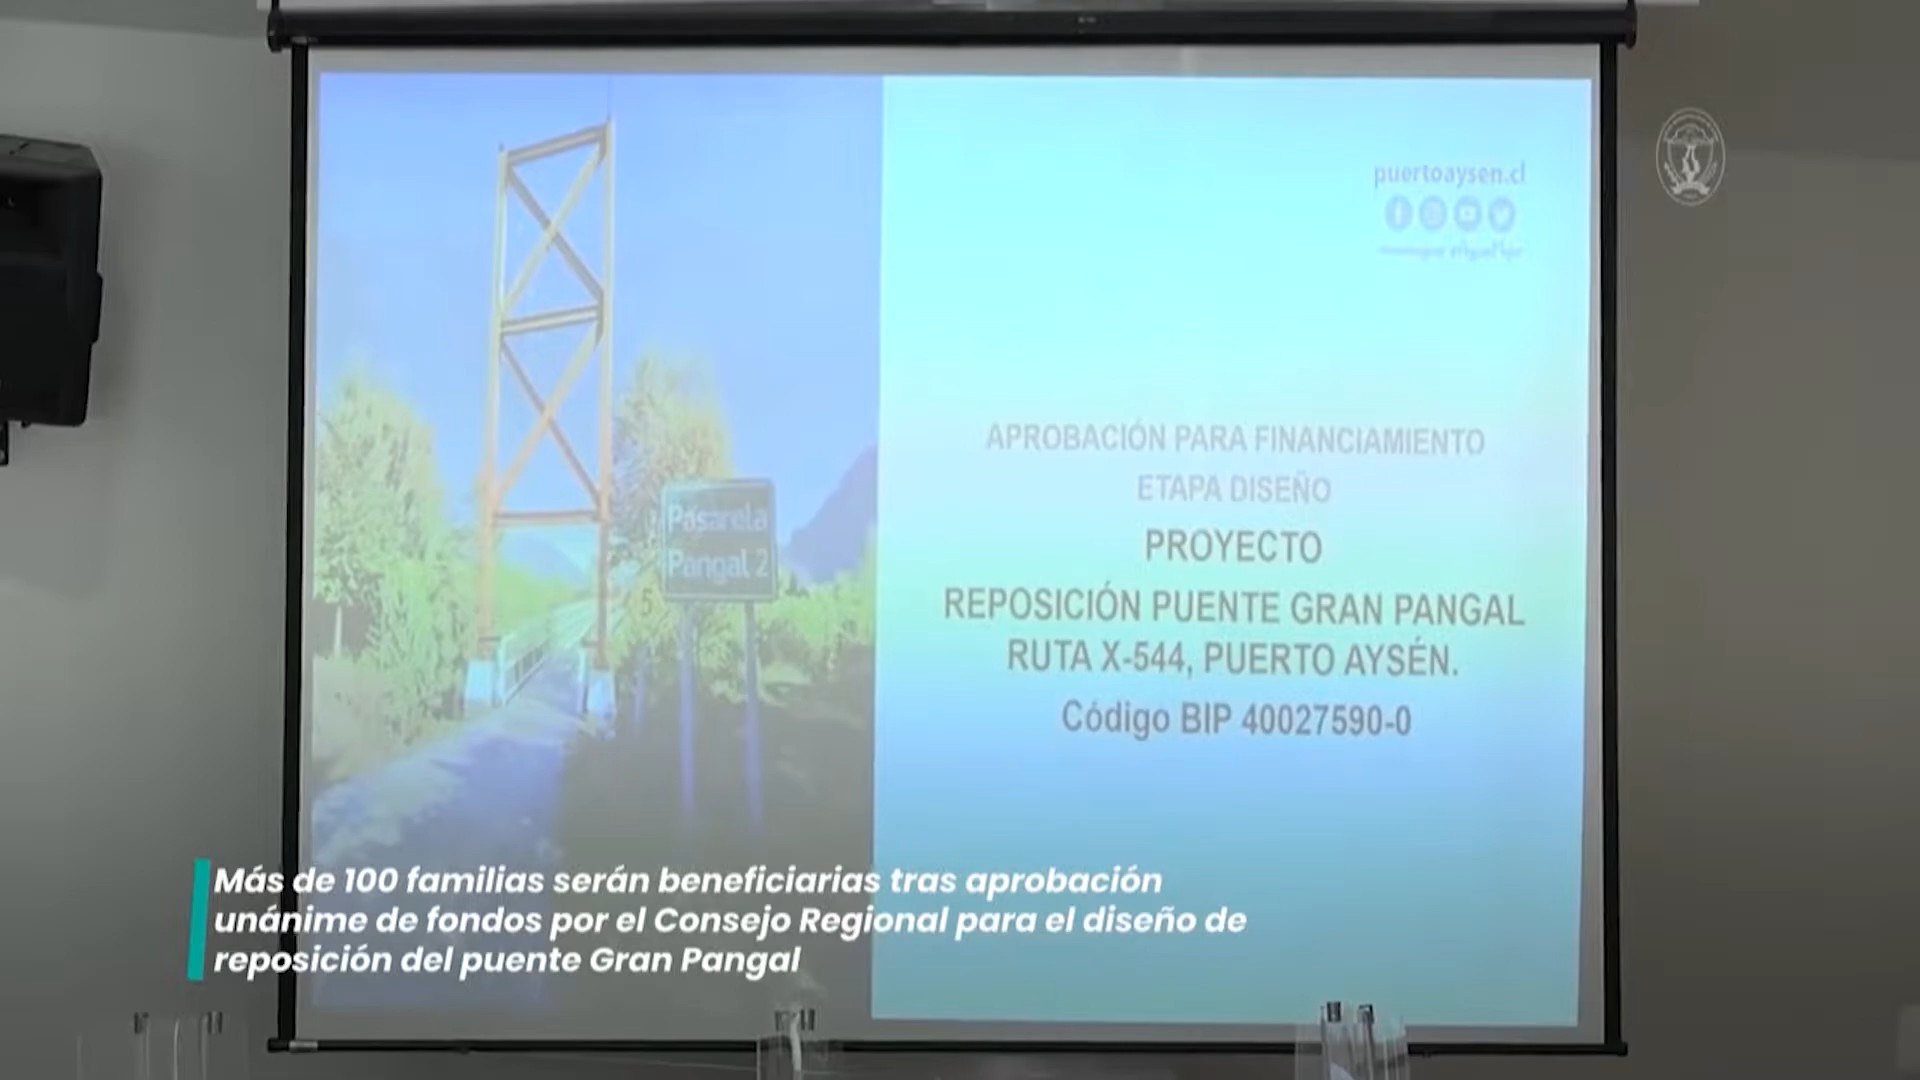 puertoaysen.cl
Pasarela
Pangal 2
5
APROBACIÓN PARA FINANCIAMIENTO
ETAPA DISEÑO
PROYECTO
REPOSICIÓN PUENTE GRAN PANGAL
RUTA X-544, PUERTO AYSÉN.
Código BIP 40027590-0
Más de 100 familias serán beneficiarias tras aprobación
unánime de fondos por el Consejo Regional para el diseño de
reposición del puente Gran Pangal